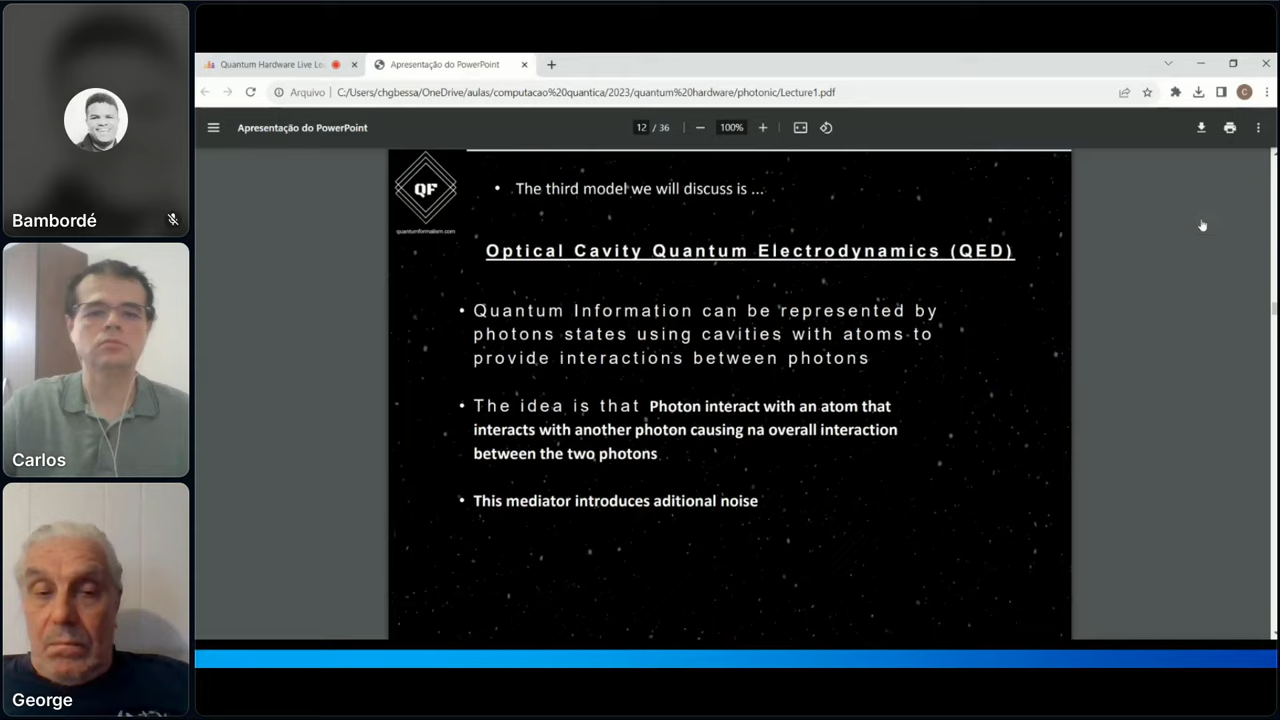 Bambordé
Carlos
George
Quantum Hardware Live Le
Apresentação do PowerPoint
Arquivo
C:/Users/chgbessa/OneDrive/aulas/computacao%20quantica/2023/quantum%20hardware/photonic/Lecture1.pdf
C
Apresentação do PowerPoint
12 / 36
100%
QF
quantumformalism.com
• The third model we will discuss is ...
Optical Cavity Quantum Electrodynamics (QED)
• Quantum Information can be represented by
photons states using cavities with atoms to
provide interactions between photons
• The idea is that Photon interact with an atom that
interacts with another photon causing na overall interaction
between the two photons
• This mediator introduces aditional noise